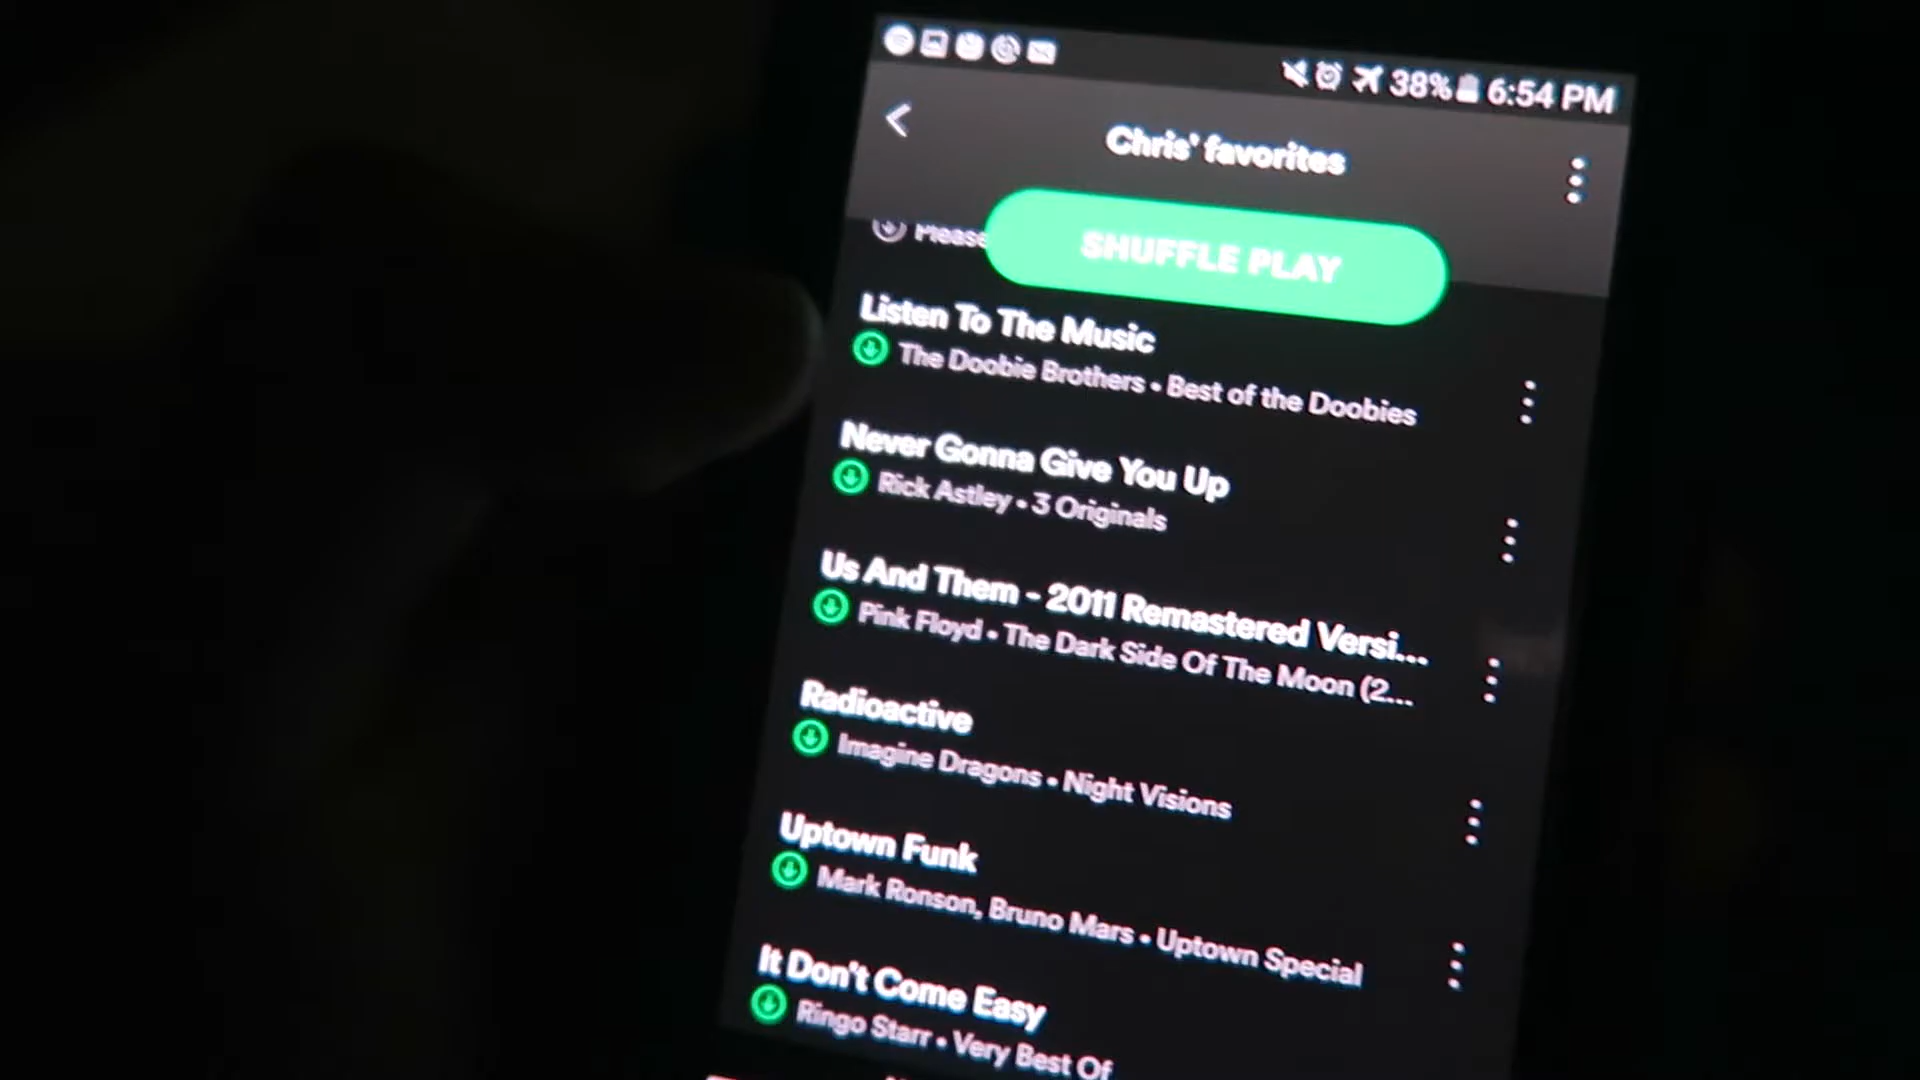 38% 6:54 PM
Chris' favorites
Please
SHUFFLE PLAY
Listen To The Music
The Doobie Brothers • Best of the Doobies
Never Gonna Give You Up
Rick Astley • 3 Originals
Us And Them - 2011 Remastered Versi...
Pink Floyd • The Dark Side Of The Moon (2...
Radioactive
Imagine Dragons • Night Visions
Uptown Funk
Mark Ronson, Bruno Mars • Uptown Special
It Don't Come Easy
Ringo Starr • Very Best Of